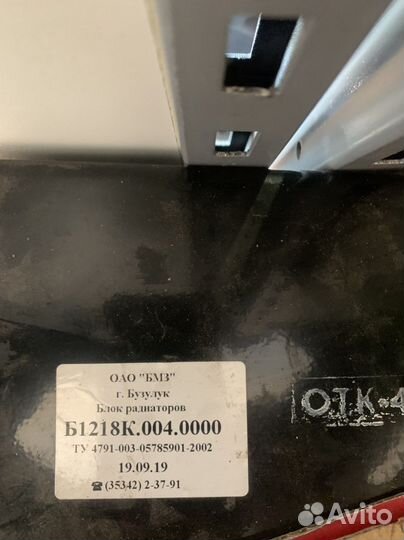 ОАО "БМЗ"
г. Бузулук
Блок радиаторов
Б1218К.004.0000
ТУ 4791-003-05785901-2002
19.09.19
☎(35342) 2-37-91
ОТК-4
Avito